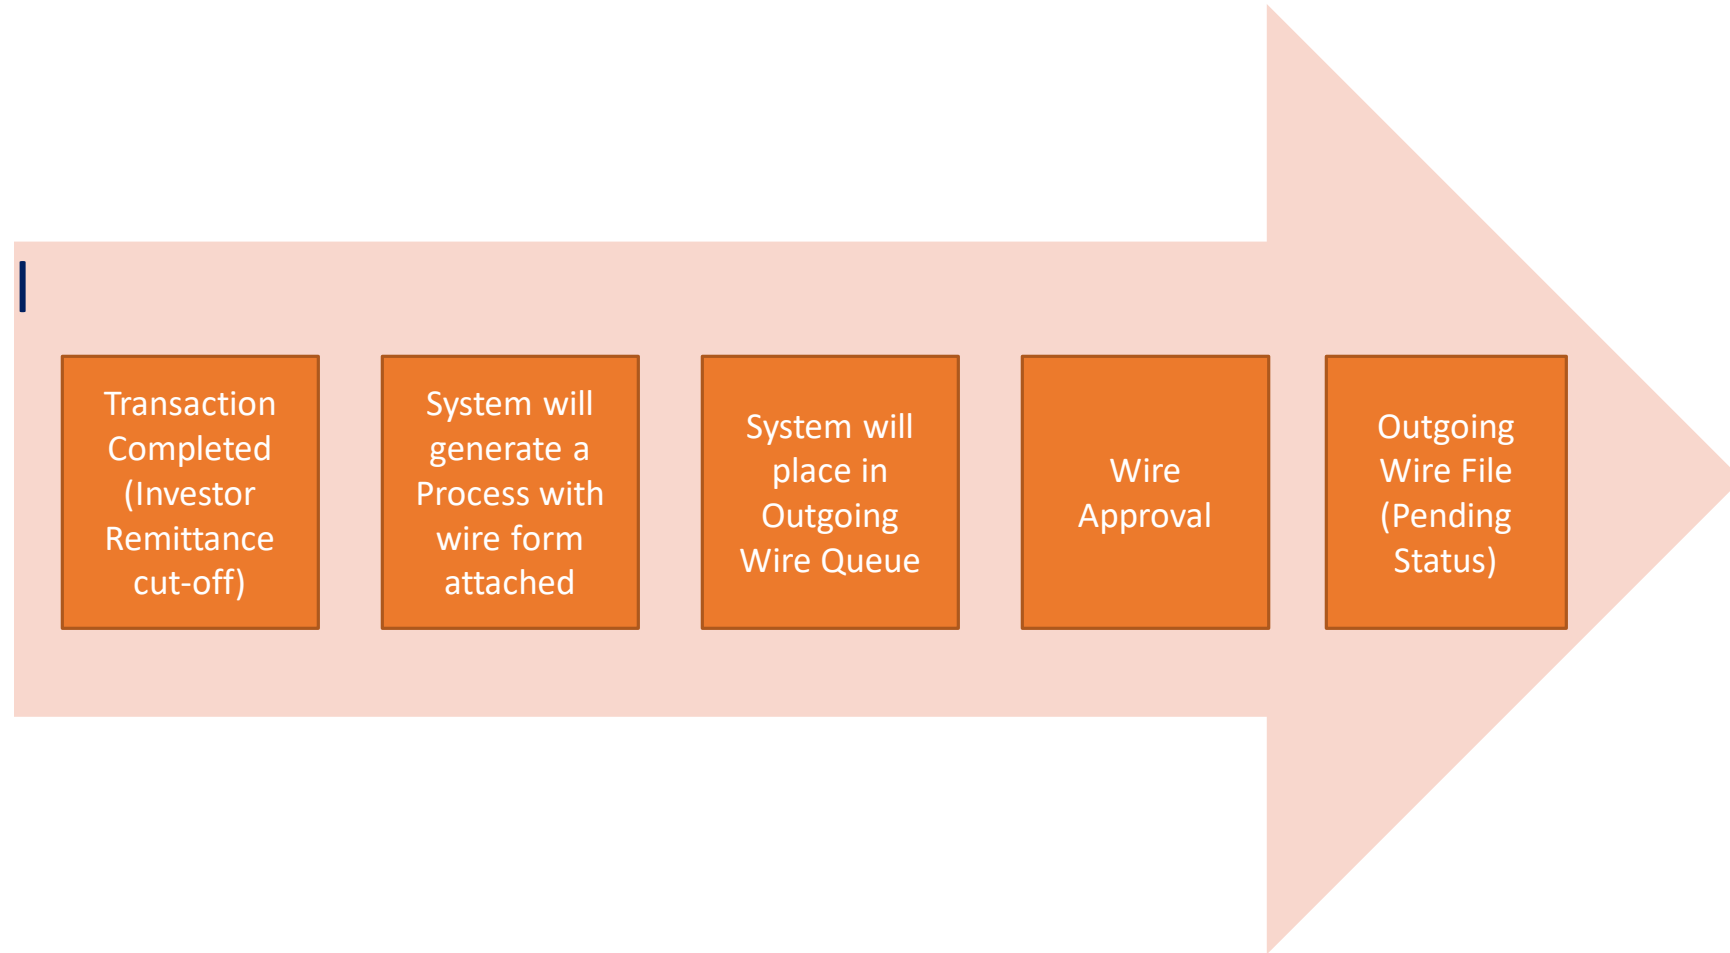 Transaction
Completed
(Investor
Remittance
cut-off)
System will
generate a
Process with
wire form
attached
System will
place in
Outgoing
Wire Queue
Wire
Approval
Outgoing
Wire File
(Pending
Status)